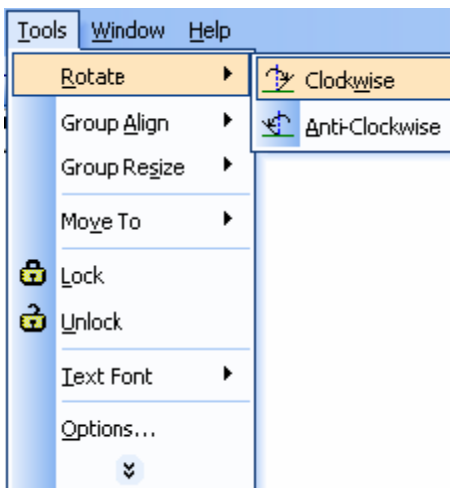 Tools Window Help
Rotate
Clockwise
Group Align
Anti-Clockwise
Group Resize
Move To
Lock
Unlock
Text Font
Options...